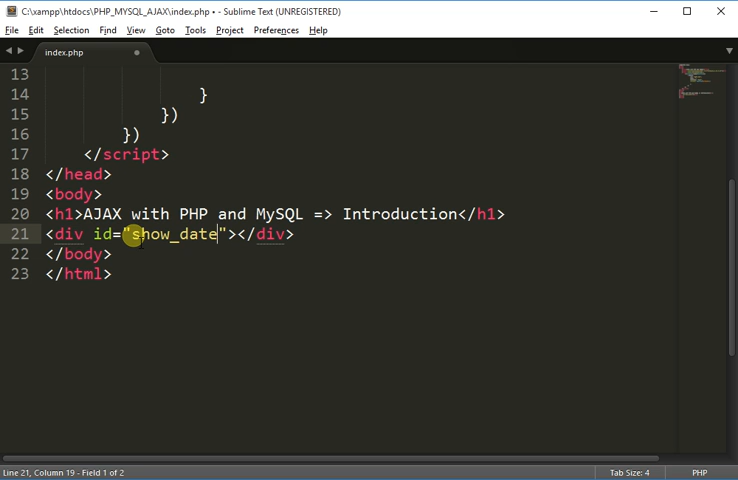 C:\xampp\htdocs\PHP_MYSQL_AJAX\index.php • - Sublime Text (UNREGISTERED)
File Edit Selection Find View Goto Tools Project Preferences Help
index.php
13
14 }
15 })
16 })
17 </script>
18 </head>
19 <body>
20 <h1>AJAX with PHP and MySQL => Introduction</h1>
21 <div id="show_date"></div>
22 </body>
23 </html>
Line 21, Column 19 - Field 1 of 2 Tab Size: 4 PHP